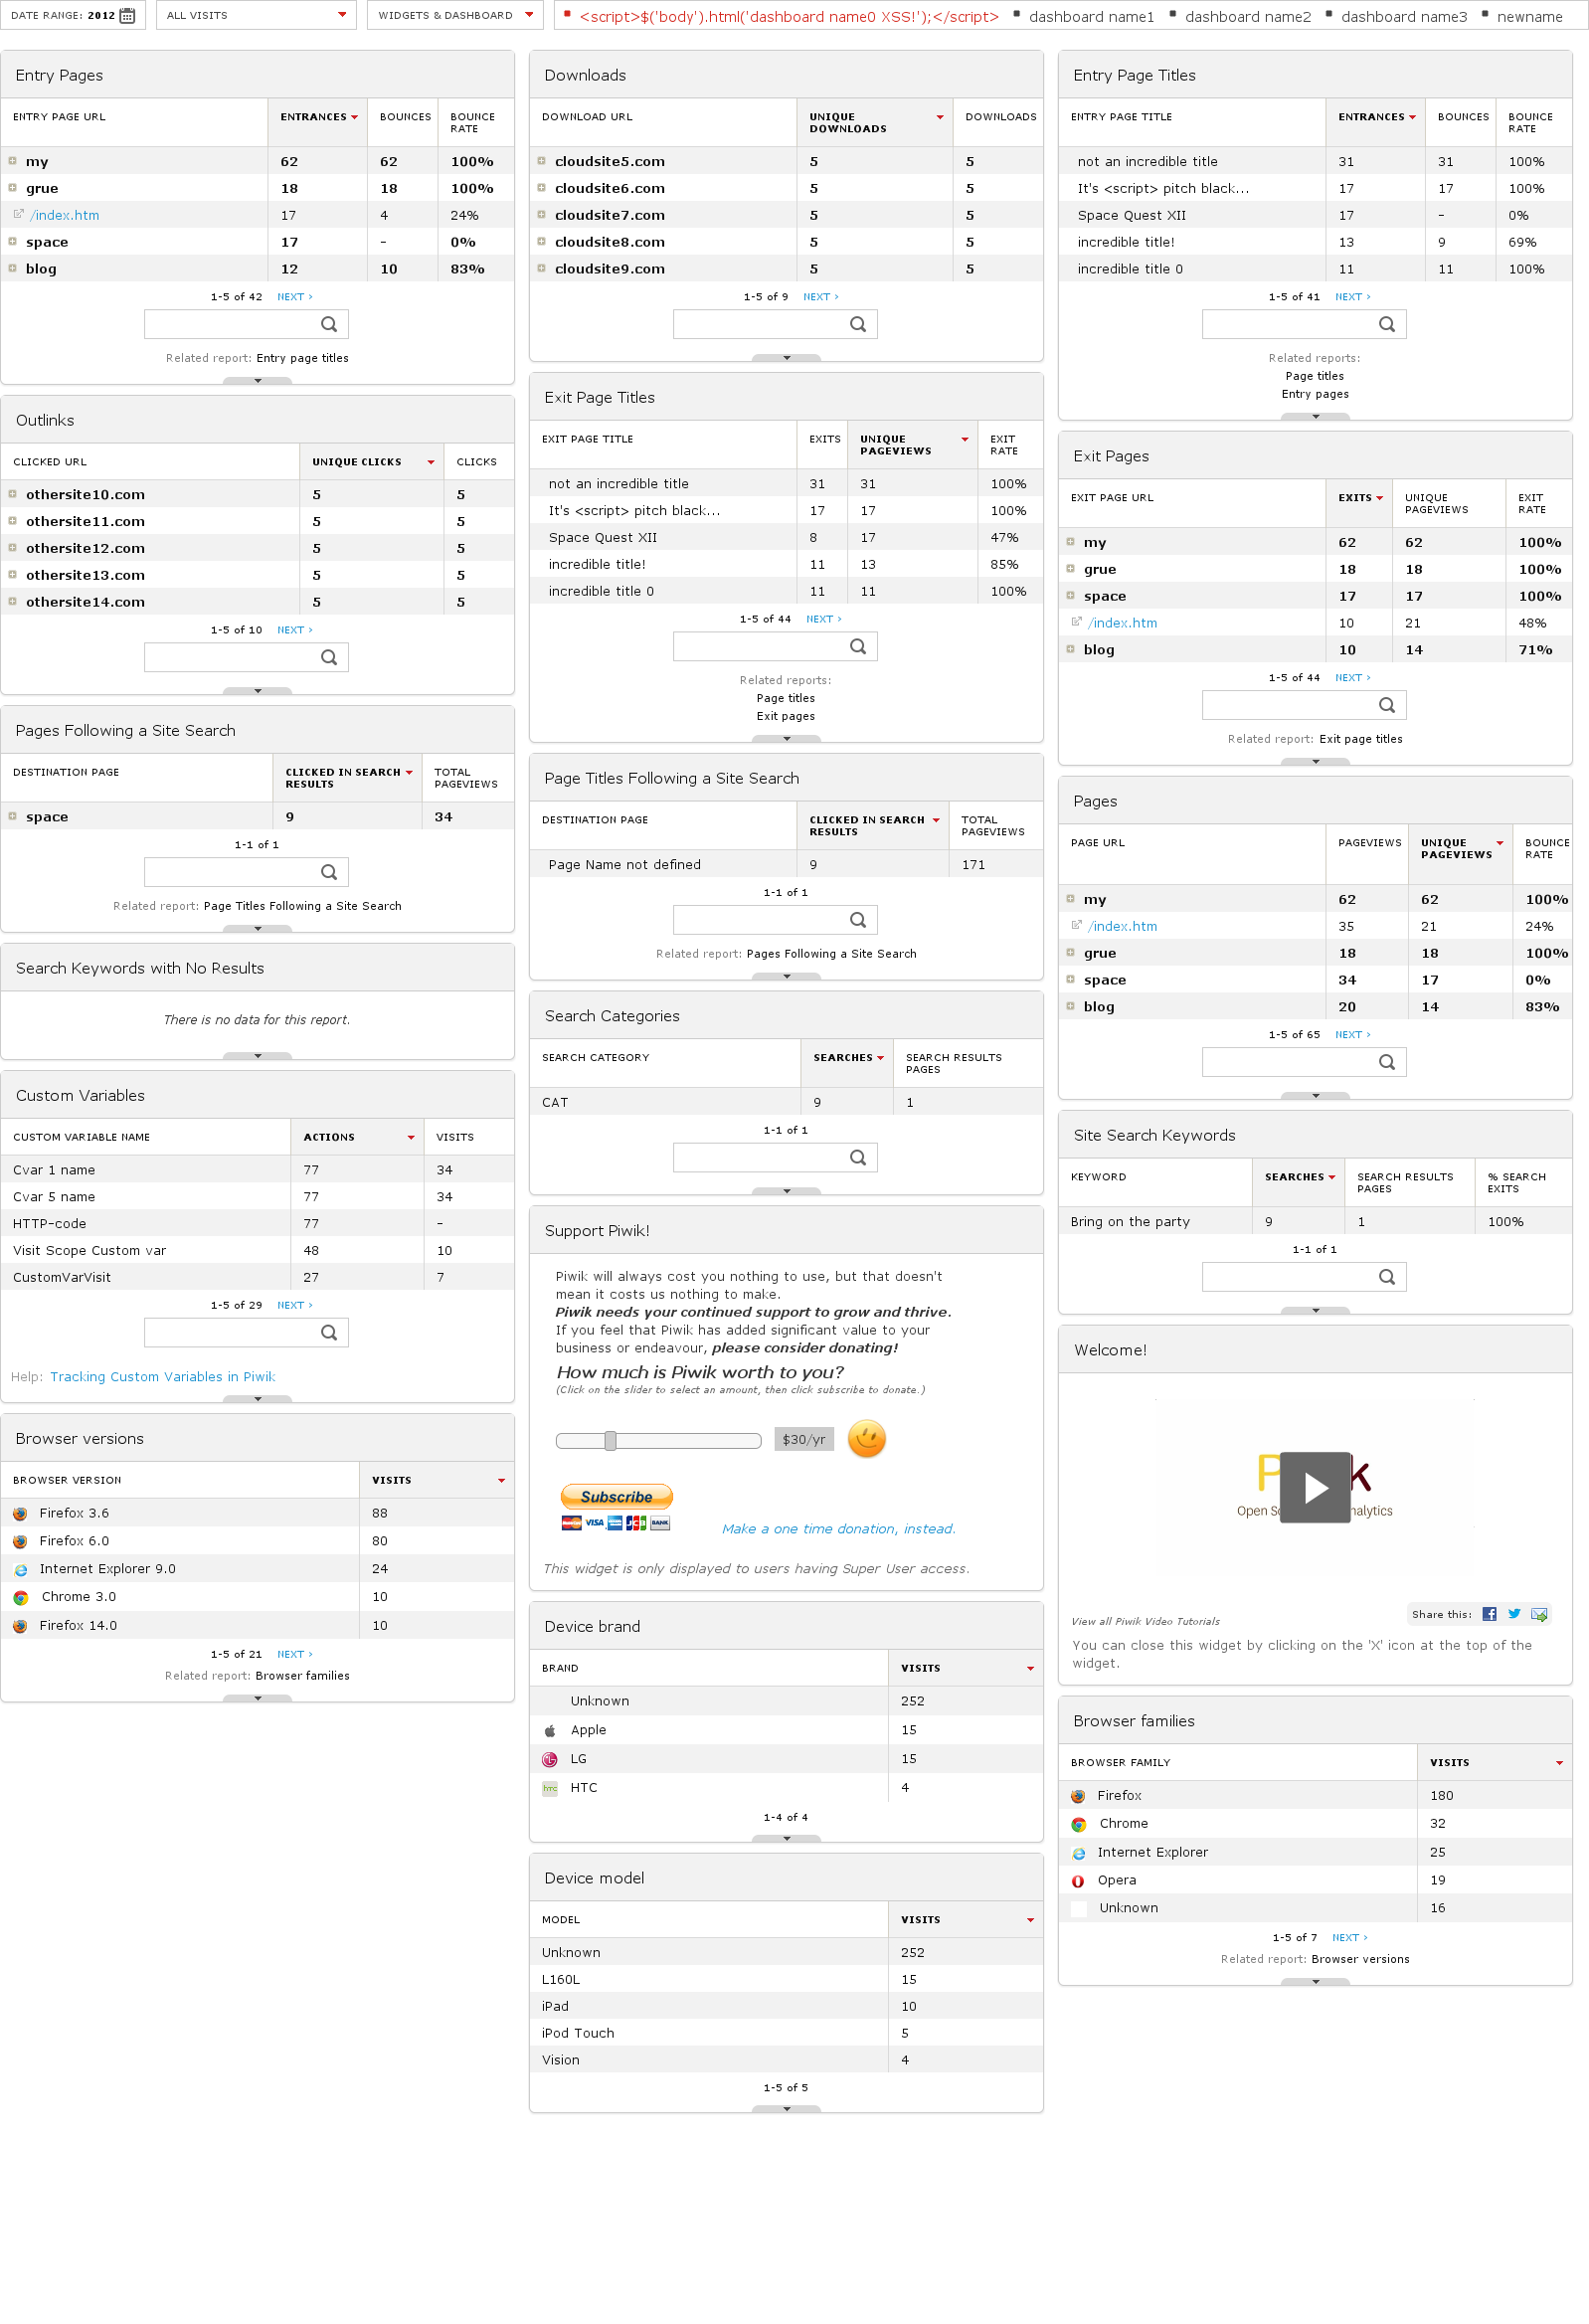 DATE RANGE: 2012
ALL VISITS
WIDGETS & DASHBOARD
<script>$('body').html('dashboard name0 XSS!');</script>
dashboard name1
dashboard name2
dashboard name3
newname
Entry Pages
ENTRY PAGE URL ENTRANCES BOUNCES BOUNCE RATE
my 62 62 100%
grue 18 18 100%
/index.htm 17 4 24%
space 17 - 0%
blog 12 10 83%
1-5 of 42 NEXT ›
Related report: Entry page titles
Outlinks
CLICKED URL UNIQUE CLICKS CLICKS
othersite10.com 5 5
othersite11.com 5 5
othersite12.com 5 5
othersite13.com 5 5
othersite14.com 5 5
1-5 of 10 NEXT ›
Pages Following a Site Search
DESTINATION PAGE CLICKED IN SEARCH RESULTS TOTAL PAGEVIEWS
space 9 34
1-1 of 1
Related report: Page Titles Following a Site Search
Search Keywords with No Results
There is no data for this report.
Custom Variables
CUSTOM VARIABLE NAME ACTIONS VISITS
Cvar 1 name 77 34
Cvar 5 name 77 34
HTTP-code 77 -
Visit Scope Custom var 48 10
CustomVarVisit 27 7
1-5 of 29 NEXT ›
Help: Tracking Custom Variables in Piwik
Browser versions
BROWSER VERSION VISITS
Firefox 3.6 88
Firefox 6.0 80
Internet Explorer 9.0 24
Chrome 3.0 10
Firefox 14.0 10
1-5 of 21 NEXT ›
Related report: Browser families
Downloads
DOWNLOAD URL UNIQUE DOWNLOADS DOWNLOADS
cloudsite5.com 5 5
cloudsite6.com 5 5
cloudsite7.com 5 5
cloudsite8.com 5 5
cloudsite9.com 5 5
1-5 of 9 NEXT ›
Exit Page Titles
EXIT PAGE TITLE EXITS UNIQUE PAGEVIEWS EXIT RATE
not an incredible title 31 31 100%
It's <script> pitch black... 17 17 100%
Space Quest XII 8 17 47%
incredible title! 11 13 85%
incredible title 0 11 11 100%
1-5 of 44 NEXT ›
Related reports:
Page titles
Exit pages
Page Titles Following a Site Search
DESTINATION PAGE CLICKED IN SEARCH RESULTS TOTAL PAGEVIEWS
Page Name not defined 9 171
1-1 of 1
Related report: Pages Following a Site Search
Search Categories
SEARCH CATEGORY SEARCHES SEARCH RESULTS PAGES
CAT 9 1
1-1 of 1
Support Piwik!
Piwik will always cost you nothing to use, but that doesn't
mean it costs us nothing to make.
Piwik needs your continued support to grow and thrive.
If you feel that Piwik has added significant value to your
business or endeavour, please consider donating!
How much is Piwik worth to you?
(Click on the slider to select an amount, then click subscribe to donate.)
$30/yr
Subscribe
VISA JCB BANK
Make a one time donation, instead.
This widget is only displayed to users having Super User access.
Device brand
BRAND VISITS
Unknown 252
Apple 15
LG 15
hTC HTC 4
1-4 of 4
Device model
MODEL VISITS
Unknown 252
L160L 15
iPad 10
iPod Touch 5
Vision 4
1-5 of 5
Entry Page Titles
ENTRY PAGE TITLE ENTRANCES BOUNCES BOUNCE RATE
not an incredible title 31 31 100%
It's <script> pitch black... 17 17 100%
Space Quest XII 17 - 0%
incredible title! 13 9 69%
incredible title 0 11 11 100%
1-5 of 41 NEXT ›
Related reports:
Page titles
Entry pages
Exit Pages
EXIT PAGE URL EXITS UNIQUE PAGEVIEWS EXIT RATE
my 62 62 100%
grue 18 18 100%
space 17 17 100%
/index.htm 10 21 48%
blog 10 14 71%
1-5 of 44 NEXT ›
Related report: Exit page titles
Pages
PAGE URL PAGEVIEWS UNIQUE PAGEVIEWS BOUNCE RATE
my 62 62 100%
/index.htm 35 21 24%
grue 18 18 100%
space 34 17 0%
blog 20 14 83%
1-5 of 65 NEXT ›
Site Search Keywords
KEYWORD SEARCHES SEARCH RESULTS PAGES % SEARCH EXITS
Bring on the party 9 1 100%
1-1 of 1
Welcome!
P k
Open So nalytics
View all Piwik Video Tutorials
Share this:
You can close this widget by clicking on the 'X' icon at the top of the
widget.
Browser families
BROWSER FAMILY VISITS
Firefox 180
Chrome 32
Internet Explorer 25
Opera 19
Unknown 16
1-5 of 7 NEXT ›
Related report: Browser versions